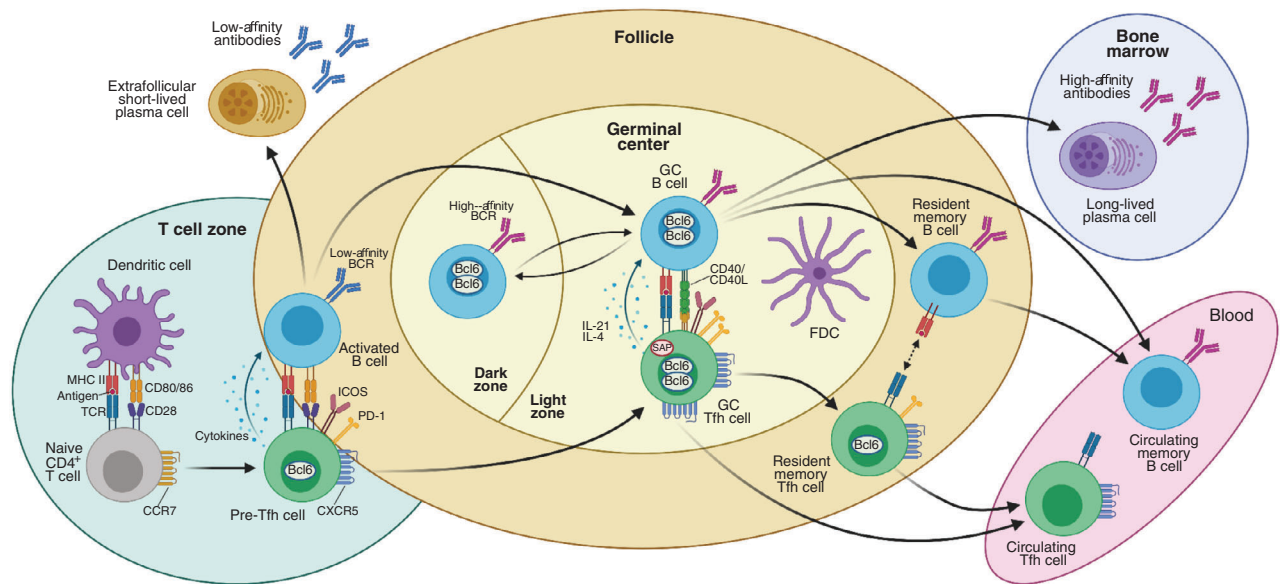 Low-affinity
antibodies
Extrafollicular
short-lived
plasma cell
Follicle
Bone
marrow
High-affinity
antibodies
Long-lived
plasma cell
Germinal
center
GC
B cell
High--affinity
BCR
Bcl6
Bcl6
Bcl6
Bcl6
CD40/
CD40L
IL-21
IL-4
SAP
Bcl6
Bcl6
GC
Tfh cell
FDC
Dark
zone
Light
zone
T cell zone
Dendritic cell
Low-affinity
BCR
Activated
B cell
MHC II
Antigen
TCR
CD80/86
CD28
Cytokines
ICOS
PD-1
Naive
CD4⁺
T cell
CCR7
Bcl6
Pre-Tfh cell
CXCR5
Resident
memory
B cell
Bcl6
Resident
memory
Tfh cell
Blood
Circulating
memory
B cell
Circulating
Tfh cell